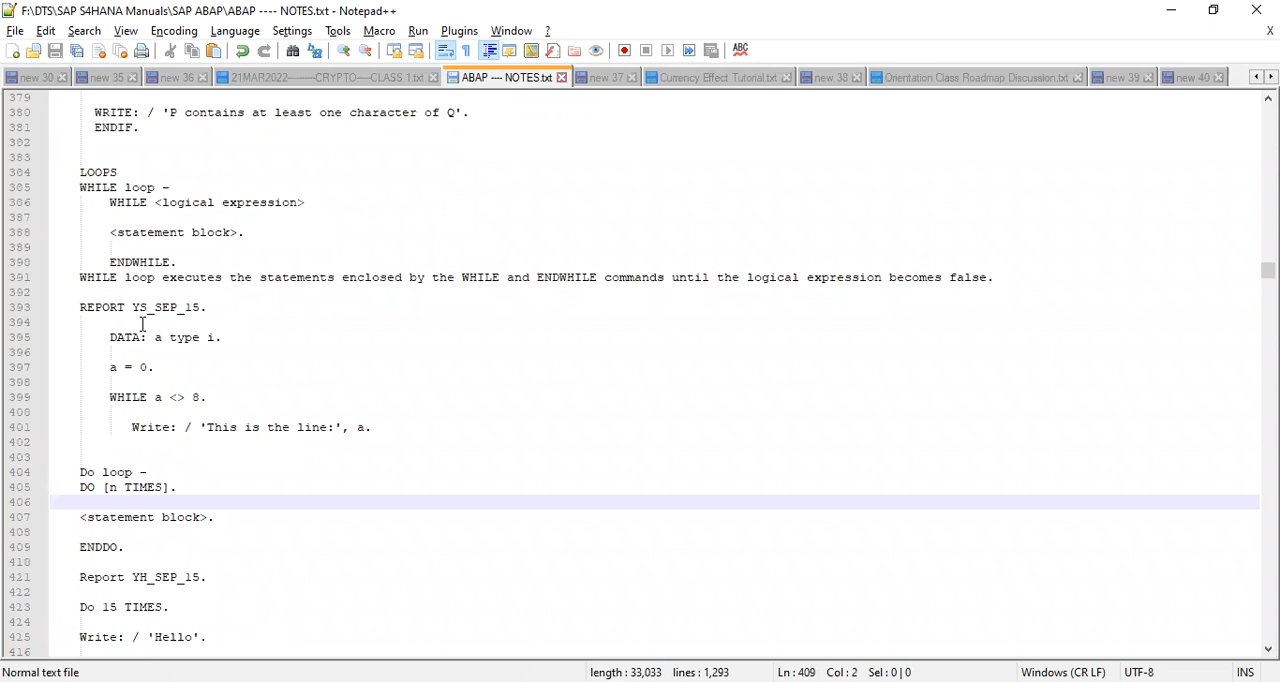 F:\DTS\SAP S4HANA Manuals\SAP ABAP\ABAP ---- NOTES.txt - Notepad++
File Edit Search View Encoding Language Settings Tools Macro Run Plugins Window ? X
new 30 new 35 new 36 21MAR2022-------CRYPTO---CLASS 1.txt ABAP ---- NOTES.txt new 37 Currency Effect Tutorial.txt new 38 Orientation Class Roadmap Discussion.txt new 39 new 40
379
380 WRITE: / 'P contains at least one character of Q'.
381 ENDIF.
382
383
384 LOOPS
385 WHILE loop -
386 WHILE <logical expression>
387
388 <statement block>.
389
390 ENDWHILE.
391 WHILE loop executes the statements enclosed by the WHILE and ENDWHILE commands until the logical expression becomes false.
392
393 REPORT YS_SEP_15.
394
395 DATA: a type i.
396
397 a = 0.
398
399 WHILE a <> 8.
400
401 Write: / 'This is the line:', a.
402
403
404 Do loop -
405 DO [n TIMES].
406
407 <statement block>.
408
409 ENDDO.
410
411 Report YH_SEP_15.
412
413 Do 15 TIMES.
414
415 Write: / 'Hello'.
416
Normal text file length : 33,033 lines : 1,293 Ln : 409 Col : 2 Sel : 0 | 0 Windows (CR LF) UTF-8 INS